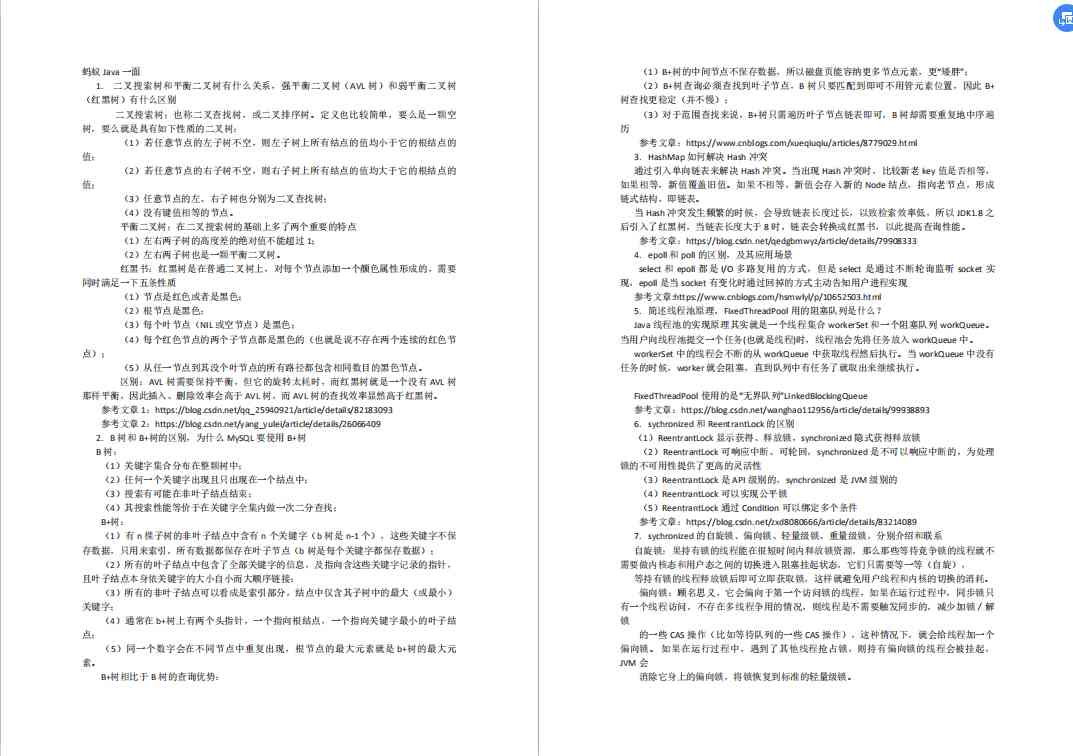 蚂蚁 Java 一面
1. 二叉搜索树和平衡二叉树有什么关系，强平衡二叉树（AVL 树）和弱平衡二叉树
（红黑树）有什么区别
二叉搜索树：也称二叉查找树，或二叉排序树。定义也比较简单，要么是一颗空
树，要么就是具有如下性质的二叉树：
（1）若任意节点的左子树不空，则左子树上所有结点的值均小于它的根结点的
值；
（2）若任意节点的右子树不空，则右子树上所有结点的值均大于它的根结点的
值；
（3）任意节点的左、右子树也分别为二叉查找树；
（4）没有键值相等的节点。
平衡二叉树：在二叉搜索树的基础上多了两个重要的特点
（1）左右两子树的高度差的绝对值不能超过 1；
（2）左右两子树也是一颗平衡二叉树。
红黑书：红黑树是在普通二叉树上，对每个节点添加一个颜色属性形成的，需要
同时满足一下五条性质
（1）节点是红色或者是黑色；
（2）根节点是黑色；
（3）每个叶节点（NIL 或空节点）是黑色；
（4）每个红色节点的两个子节点都是黑色的（也就是说不存在两个连续的红色节
点）；
（5）从任一节点到其没个叶节点的所有路径都包含相同数目的黑色节点。
区别：AVL 树需要保持平衡，但它的旋转太耗时，而红黑树就是一个没有 AVL 树
那样平衡，因此插入、删除效率会高于 AVL 树，而 AVL 树的查找效率显然高于红黑树。
参考文章 1：https://blog.csdn.net/qq_25940921/article/details/82183093
参考文章 2：https://blog.csdn.net/yang_yulei/article/details/26066409
2. B 树和 B+树的区别，为什么 MySQL 要使用 B+树
B 树：
（1）关键字集合分布在整颗树中；
（2）任何一个关键字出现且只出现在一个结点中；
（3）搜索有可能在非叶子结点结束；
（4）其搜索性能等价于在关键字全集内做一次二分查找；
B+树：
（1）有 n 棵子树的非叶子结点中含有 n 个关键字（b 树是 n-1 个），这些关键字不保
存数据，只用来索引，所有数据都保存在叶子节点（b 树是每个关键字都保存数据）；
（2）所有的叶子结点中包含了全部关键字的信息，及指向含这些关键字记录的指针，
且叶子结点本身依关键字的大小自小而大顺序链接；
（3）所有的非叶子结点可以看成是索引部分，结点中仅含其子树中的最大（或最小）
关键字；
（4）通常在 b+树上有两个头指针，一个指向根结点，一个指向关键字最小的叶子结
点；
（5）同一个数字会在不同节点中重复出现，根节点的最大元素就是 b+树的最大元
素。
B+树相比于 B 树的查询优势：
（1）B+树的中间节点不保存数据，所以磁盘页能容纳更多节点元素，更“矮胖”；
（2）B+树查询必须查找到叶子节点，B 树只要匹配到即可不用管元素位置，因此 B+
树查找更稳定（并不慢）；
（3）对于范围查找来说，B+树只需遍历叶子节点链表即可，B 树却需要重复地中序遍
历
参考文章：https://www.cnblogs.com/xueqiuqiu/articles/8779029.html
3. HashMap 如何解决 Hash 冲突
通过引入单向链表来解决 Hash 冲突。当出现 Hash 冲突时，比较新老 key 值是否相等，
如果相等，新值覆盖旧值。如果不相等，新值会存入新的 Node 结点，指向老节点，形成
链式结构，即链表。
当 Hash 冲突发生频繁的时候，会导致链表长度过长，以致检索效率低，所以 JDK1.8 之
后引入了红黑树，当链表长度大于 8 时，链表会转换成红黑书，以此提高查询性能。
参考文章：https://blog.csdn.net/qedgbmwyz/article/details/79908333
4. epoll 和 poll 的区别，及其应用场景
select 和 epoll 都是 I/O 多路复用的方式，但是 select 是通过不断轮询监听 socket 实
现，epoll 是当 socket 有变化时通过回掉的方式主动告知用户进程实现
参考文章:https://www.cnblogs.com/hsmwlyl/p/10652503.html
5. 简述线程池原理，FixedThreadPool 用的阻塞队列是什么？
Java 线程池的实现原理其实就是一个线程集合 workerSet 和一个阻塞队列 workQueue。
当用户向线程池提交一个任务(也就是线程)时，线程池会先将任务放入 workQueue 中。
workerSet 中的线程会不断的从 workQueue 中获取线程然后执行。当 workQueue 中没有
任务的时候，worker 就会阻塞，直到队列中有任务了就取出来继续执行。
FixedThreadPool 使用的是“无界队列”LinkedBlockingQueue
参考文章：https://blog.csdn.net/wanghao112956/article/details/99938893
6. sychronized 和 ReentrantLock 的区别
（1）ReentrantLock 显示获得、释放锁，synchronized 隐式获得释放锁
（2）ReentrantLock 可响应中断、可轮回，synchronized 是不可以响应中断的，为处理
锁的不可用性提供了更高的灵活性
（3）ReentrantLock 是 API 级别的，synchronized 是 JVM 级别的
（4）ReentrantLock 可以实现公平锁
（5）ReentrantLock 通过 Condition 可以绑定多个条件
参考文章：https://blog.csdn.net/zxd8080666/article/details/83214089
7. sychronized 的自旋锁、偏向锁、轻量级锁、重量级锁，分别介绍和联系
自旋锁：果持有锁的线程能在很短时间内释放锁资源，那么那些等待竞争锁的线程就不
需要做内核态和用户态之间的切换进入阻塞挂起状态，它们只需要等一等（自旋），
等持有锁的线程释放锁后即可立即获取锁，这样就避免用户线程和内核的切换的消耗。
偏向锁：顾名思义，它会偏向于第一个访问锁的线程，如果在运行过程中，同步锁只
有一个线程访问，不存在多线程争用的情况，则线程是不需要触发同步的，减少加锁／解
锁
的一些 CAS 操作（比如等待队列的一些 CAS 操作），这种情况下，就会给线程加一个
偏向锁。 如果在运行过程中，遇到了其他线程抢占锁，则持有偏向锁的线程会被挂起，
JVM 会
消除它身上的偏向锁，将锁恢复到标准的轻量级锁。